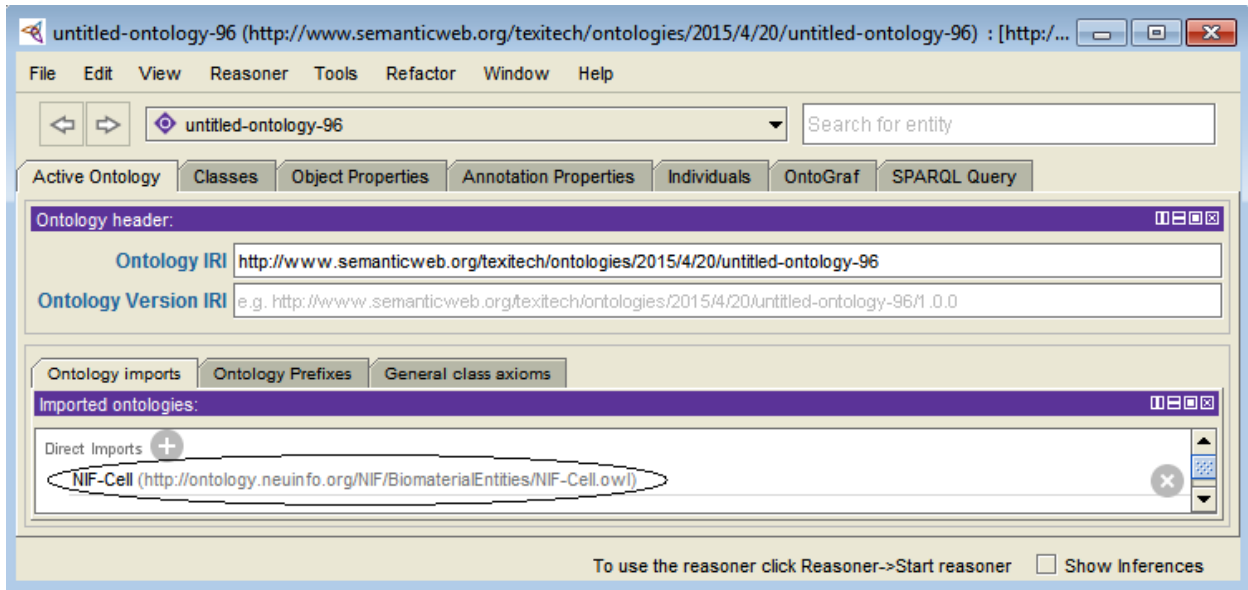 untitled-ontology-96 (http://www.semanticweb.org/texitech/ontologies/2015/4/20/untitled-ontology-96) : [http:/...
File Edit View Reasoner Tools Refactor Window Help
untitled-ontology-96 Search for entity
Active Ontology Classes Object Properties Annotation Properties Individuals OntoGraf SPARQL Query
Ontology header:
Ontology IRI http://www.semanticweb.org/texitech/ontologies/2015/4/20/untitled-ontology-96
Ontology Version IRI e.g. http://www.semanticweb.org/texitech/ontologies/2015/4/20/untitled-ontology-96/1.0.0
Ontology imports Ontology Prefixes General class axioms
Imported ontologies:
Direct Imports
NIF-Cell (http://ontology.neuinfo.org/NIF/BiomaterialEntities/NIF-Cell.owl)
To use the reasoner click Reasoner->Start reasoner Show Inferences